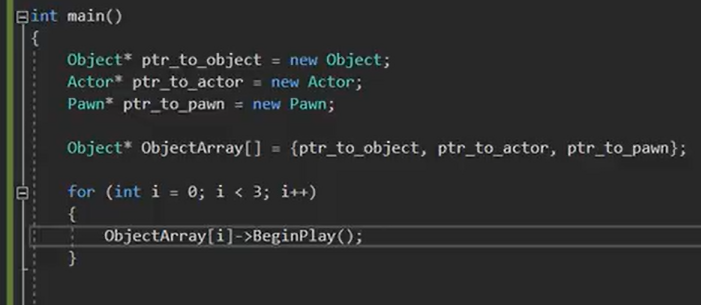 int main()
{
    Object* ptr_to_object = new Object;
    Actor* ptr_to_actor = new Actor;
    Pawn* ptr_to_pawn = new Pawn;

    Object* ObjectArray[] = {ptr_to_object, ptr_to_actor, ptr_to_pawn};

    for (int i = 0; i < 3; i++)
    {
        ObjectArray[i]->BeginPlay();
    }